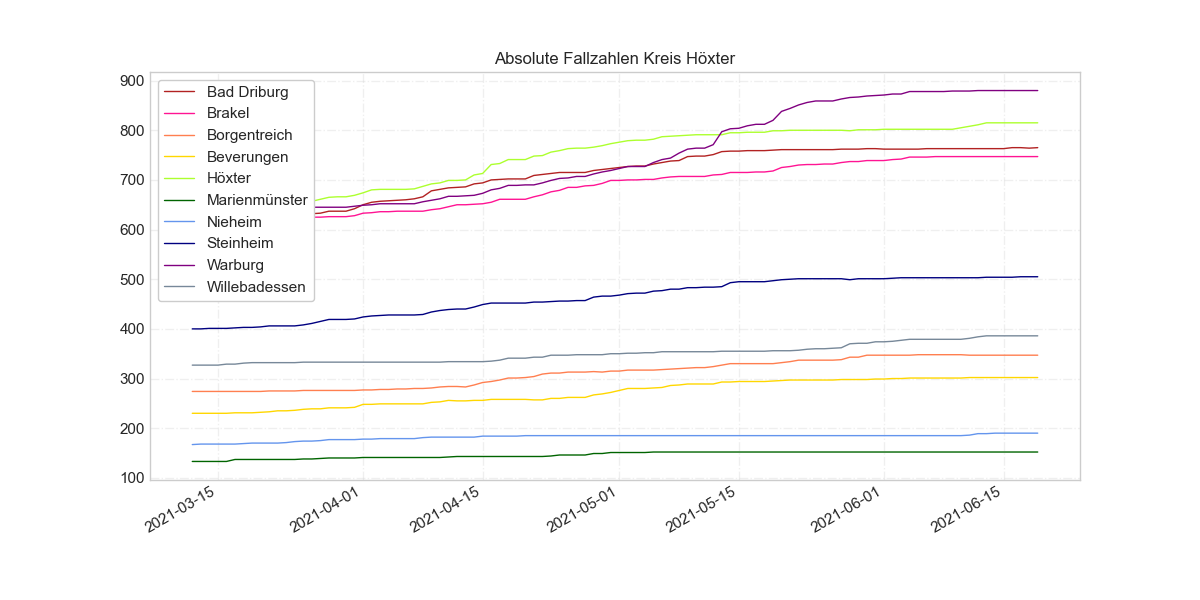 Absolute Fallzahlen Kreis Höxter
900
800
700
600
500
400
300
200
100
Bad Driburg
Brakel
Borgentreich
Beverungen
Höxter
Marienmünster
Nieheim
Steinheim
Warburg
Willebadessen
2021-03-15
2021-04-01
2021-04-15
2021-05-01
2021-05-15
2021-06-01
2021-06-15